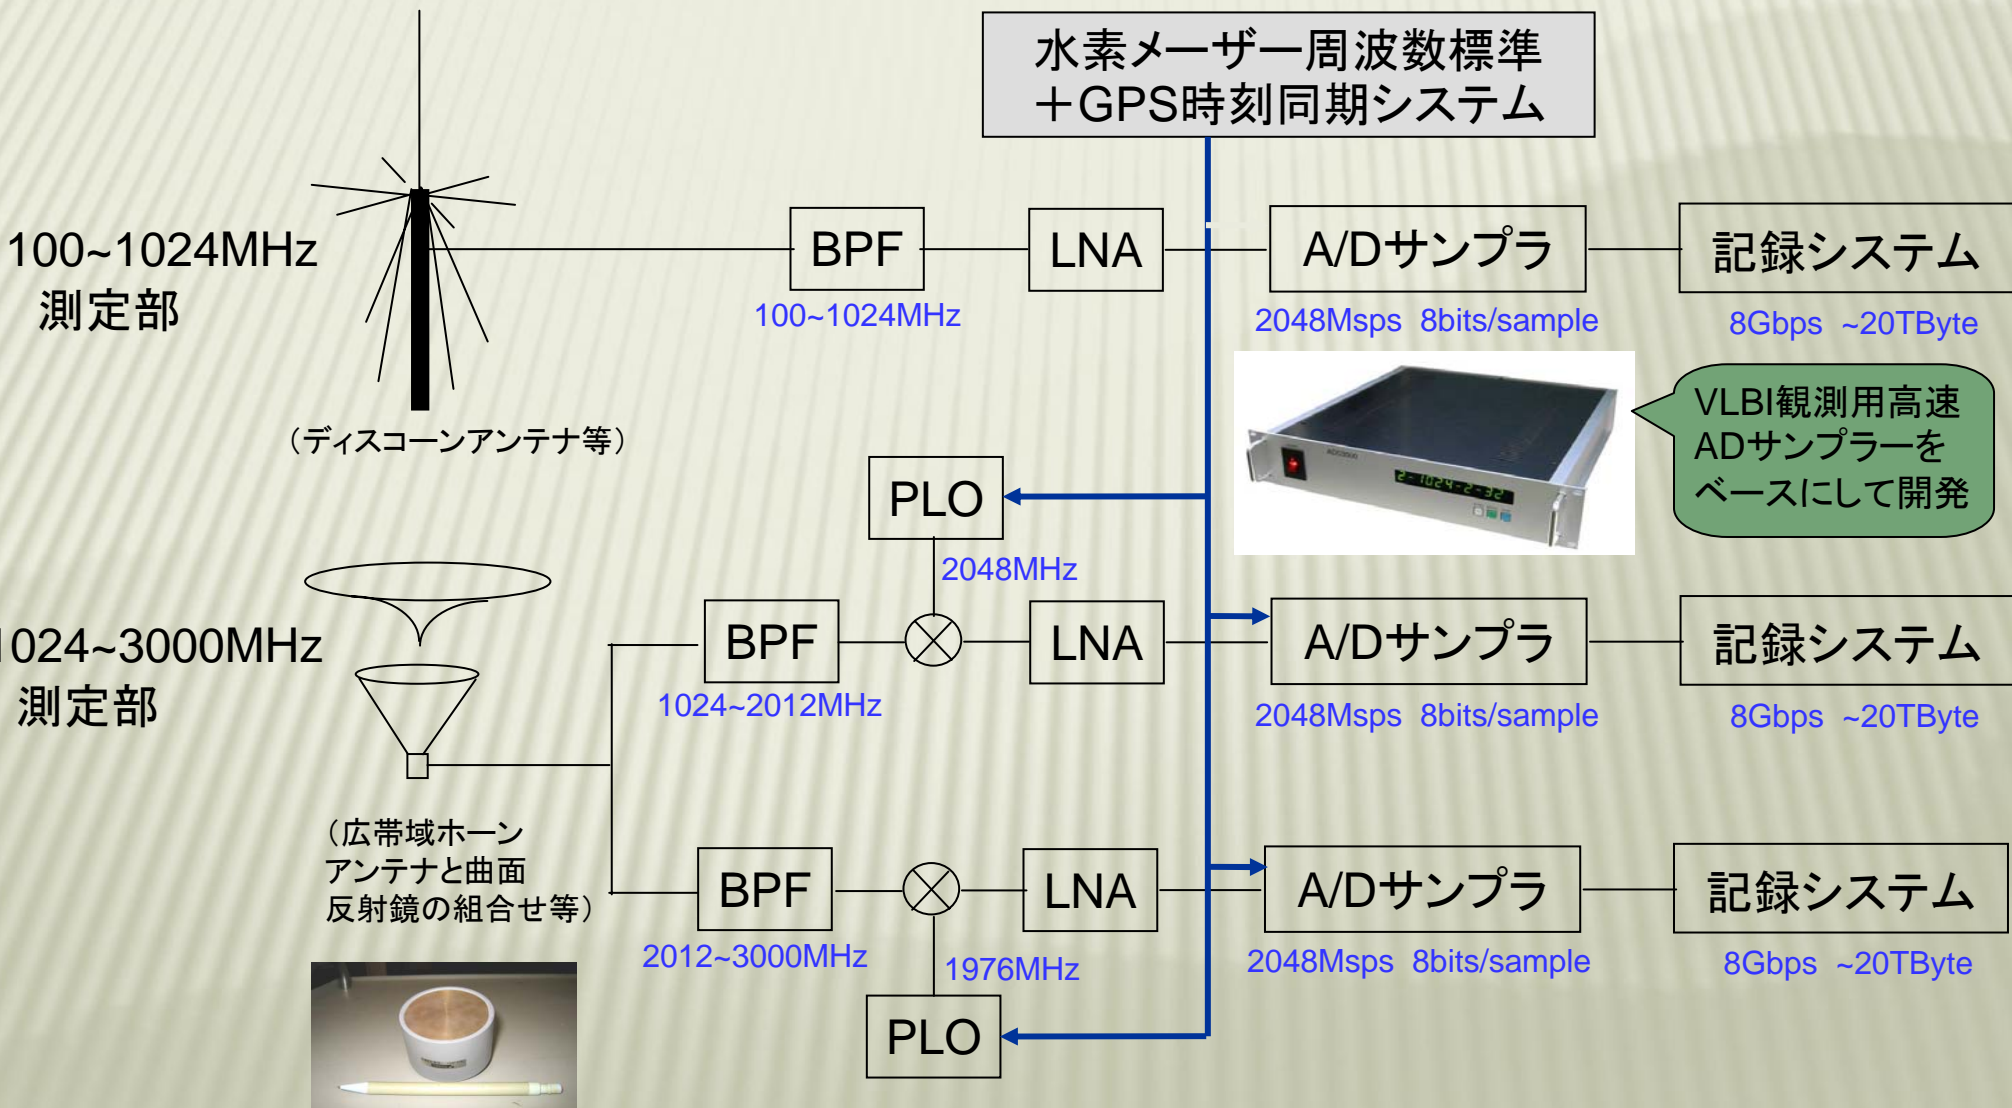 水素メーザー周波数標準
＋GPS時刻同期システム
100~1024MHz
測定部
BPF
LNA
A/Dサンプラ
記録システム
100~1024MHz
2048Msps 8bits/sample
8Gbps ~20TByte
（ディスコーンアンテナ等）
ADS3000
2-1024-2-32
VLBI観測用高速
ADサンプラーを
ベースにして開発
PLO
2048MHz
1024~3000MHz
測定部
BPF
LNA
A/Dサンプラ
記録システム
1024~2012MHz
2048Msps 8bits/sample
8Gbps ~20TByte
（広帯域ホーン
アンテナと曲面
反射鏡の組合せ等）
BPF
LNA
A/Dサンプラ
記録システム
2012~3000MHz
1976MHz
2048Msps 8bits/sample
8Gbps ~20TByte
PLO